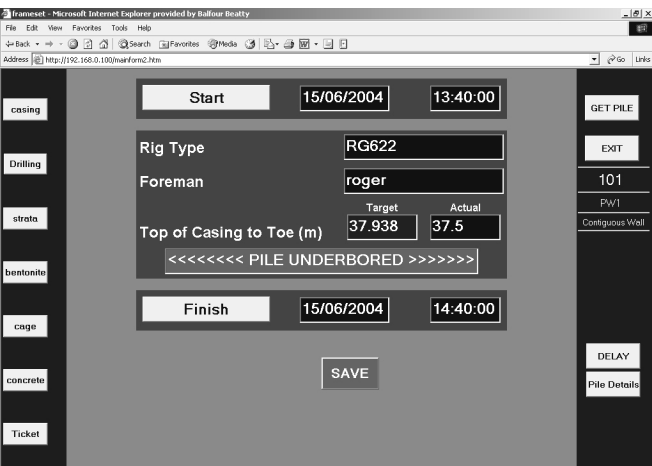 frameset - Microsoft Internet Explorer provided by Balfour Beatty
File Edit View Favorites Tools Help
Back Search Favorites Media
Address http://192.168.0.100/mainform2.htm Go Links
casing
Drilling
strata
bentonite
cage
concrete
Ticket
Start 15/06/2004 13:40:00
Rig Type RG622
Foreman roger
Target Actual
Top of Casing to Toe (m) 37.938 37.5
<<<<<<<< PILE UNDERBORED >>>>>>>
Finish 15/06/2004 14:40:00
SAVE
GET PILE
EXIT
101
PW1
Contiguous Wall
DELAY
Pile Details